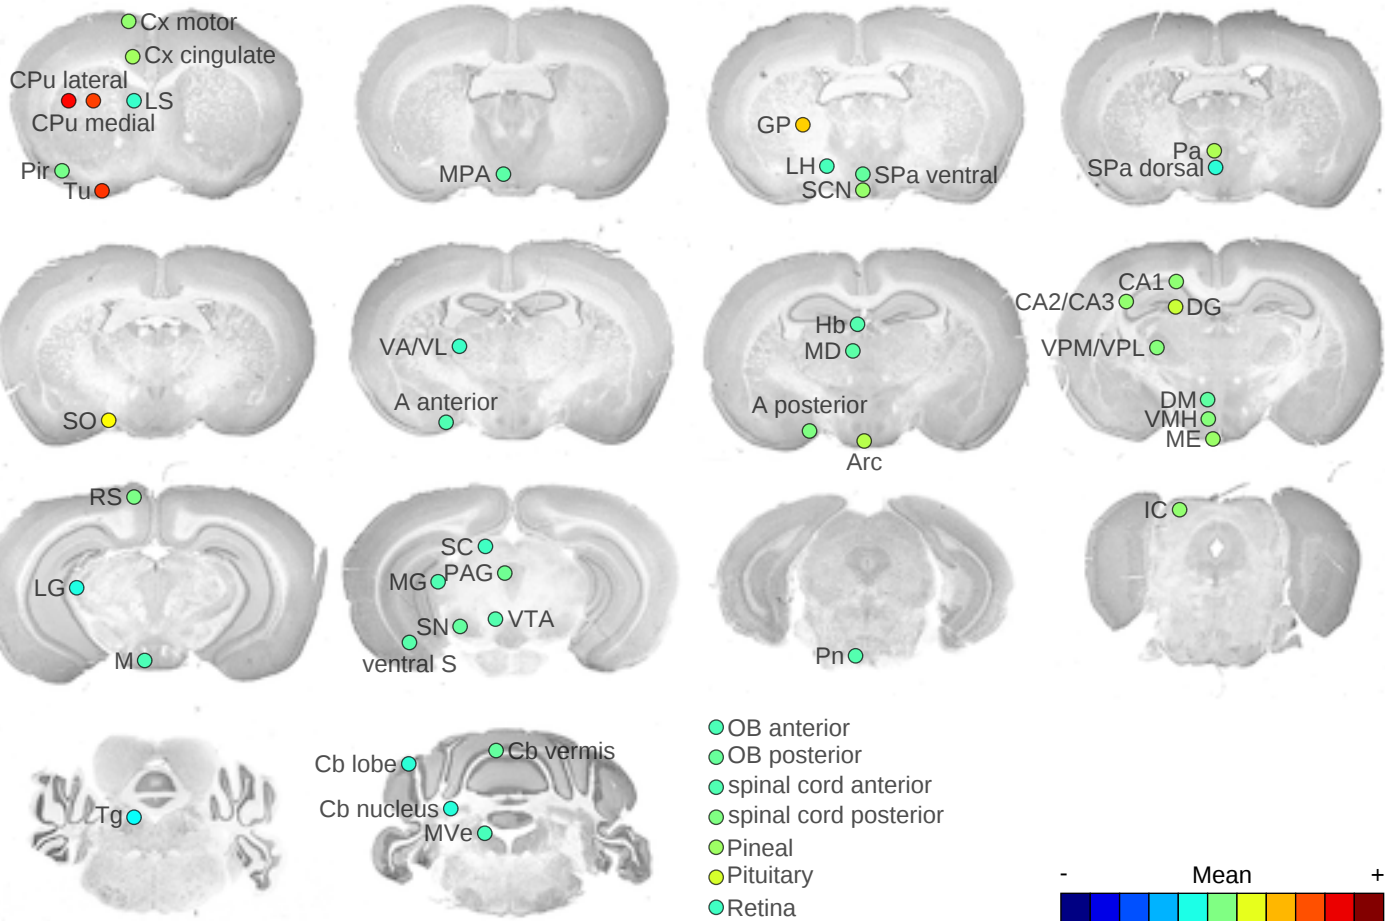 Cx motor
Cx cingulate
CPu lateral
LS
CPu medial
Pir
Tu
MPA
GP
LH
SPa ventral
SCN
Pa
SPa dorsal
SO
VA/VL
A anterior
Hb
MD
A posterior
Arc
CA1
CA2/CA3
DG
VPM/VPL
DM
VMH
ME
RS
LG
M
SC
PAG
MG
VTA
SN
ventral S
Pn
IC
Tg
Cb vermis
Cb lobe
Cb nucleus
MVe
OB anterior
OB posterior
spinal cord anterior
spinal cord posterior
Pineal
Pituitary
Retina
- Mean +